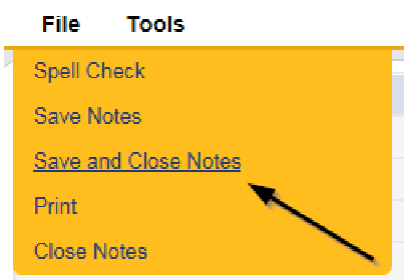 File Tools
Spell Check
Save Notes
Save and Close Notes
Print
Close Notes